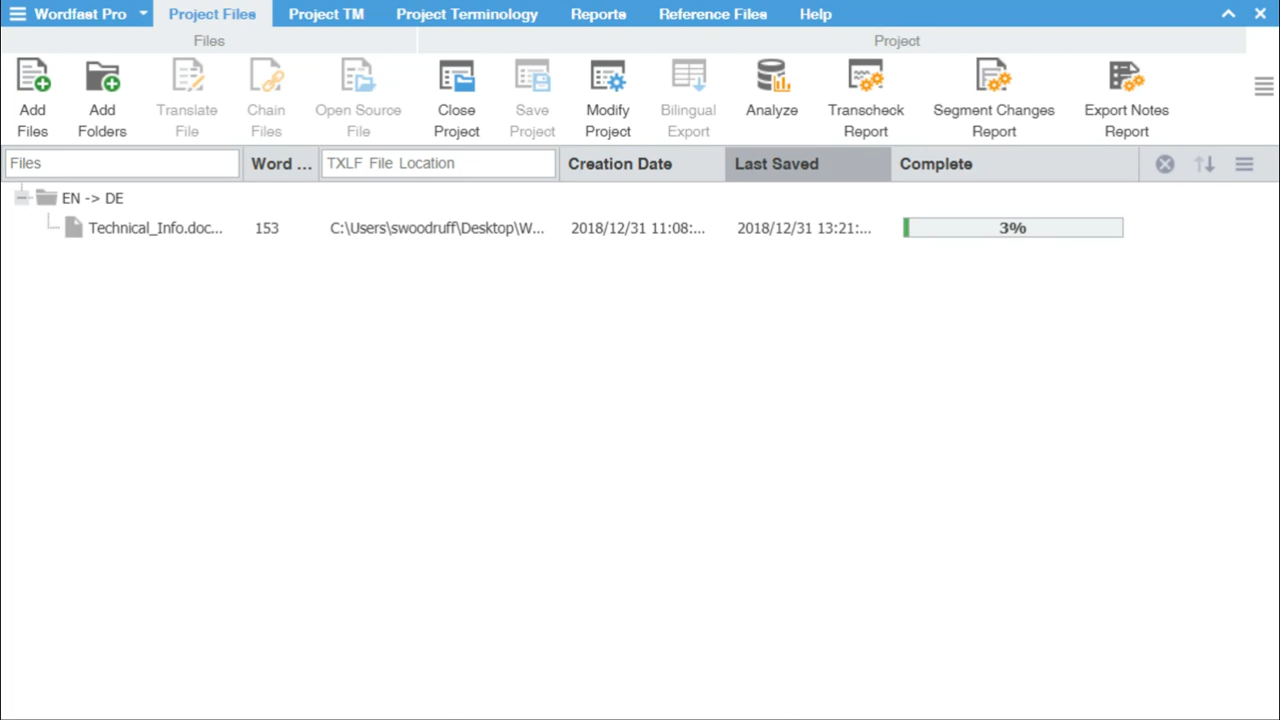 Wordfast Pro Project Files Project TM Project Terminology Reports Reference Files Help
Files Project
Add Files
Add Folders
Translate File
Chain Files
Open Source File
Close Project
Save Project
Modify Project
Bilingual Export
Analyze
Transcheck Report
Segment Changes Report
Export Notes Report
Files Word ... TXLF File Location Creation Date Last Saved Complete
EN -> DE
Technical_Info.doc... 153 C:\Users\swoodruff\Desktop\W... 2018/12/31 11:08:... 2018/12/31 13:21:... 3%